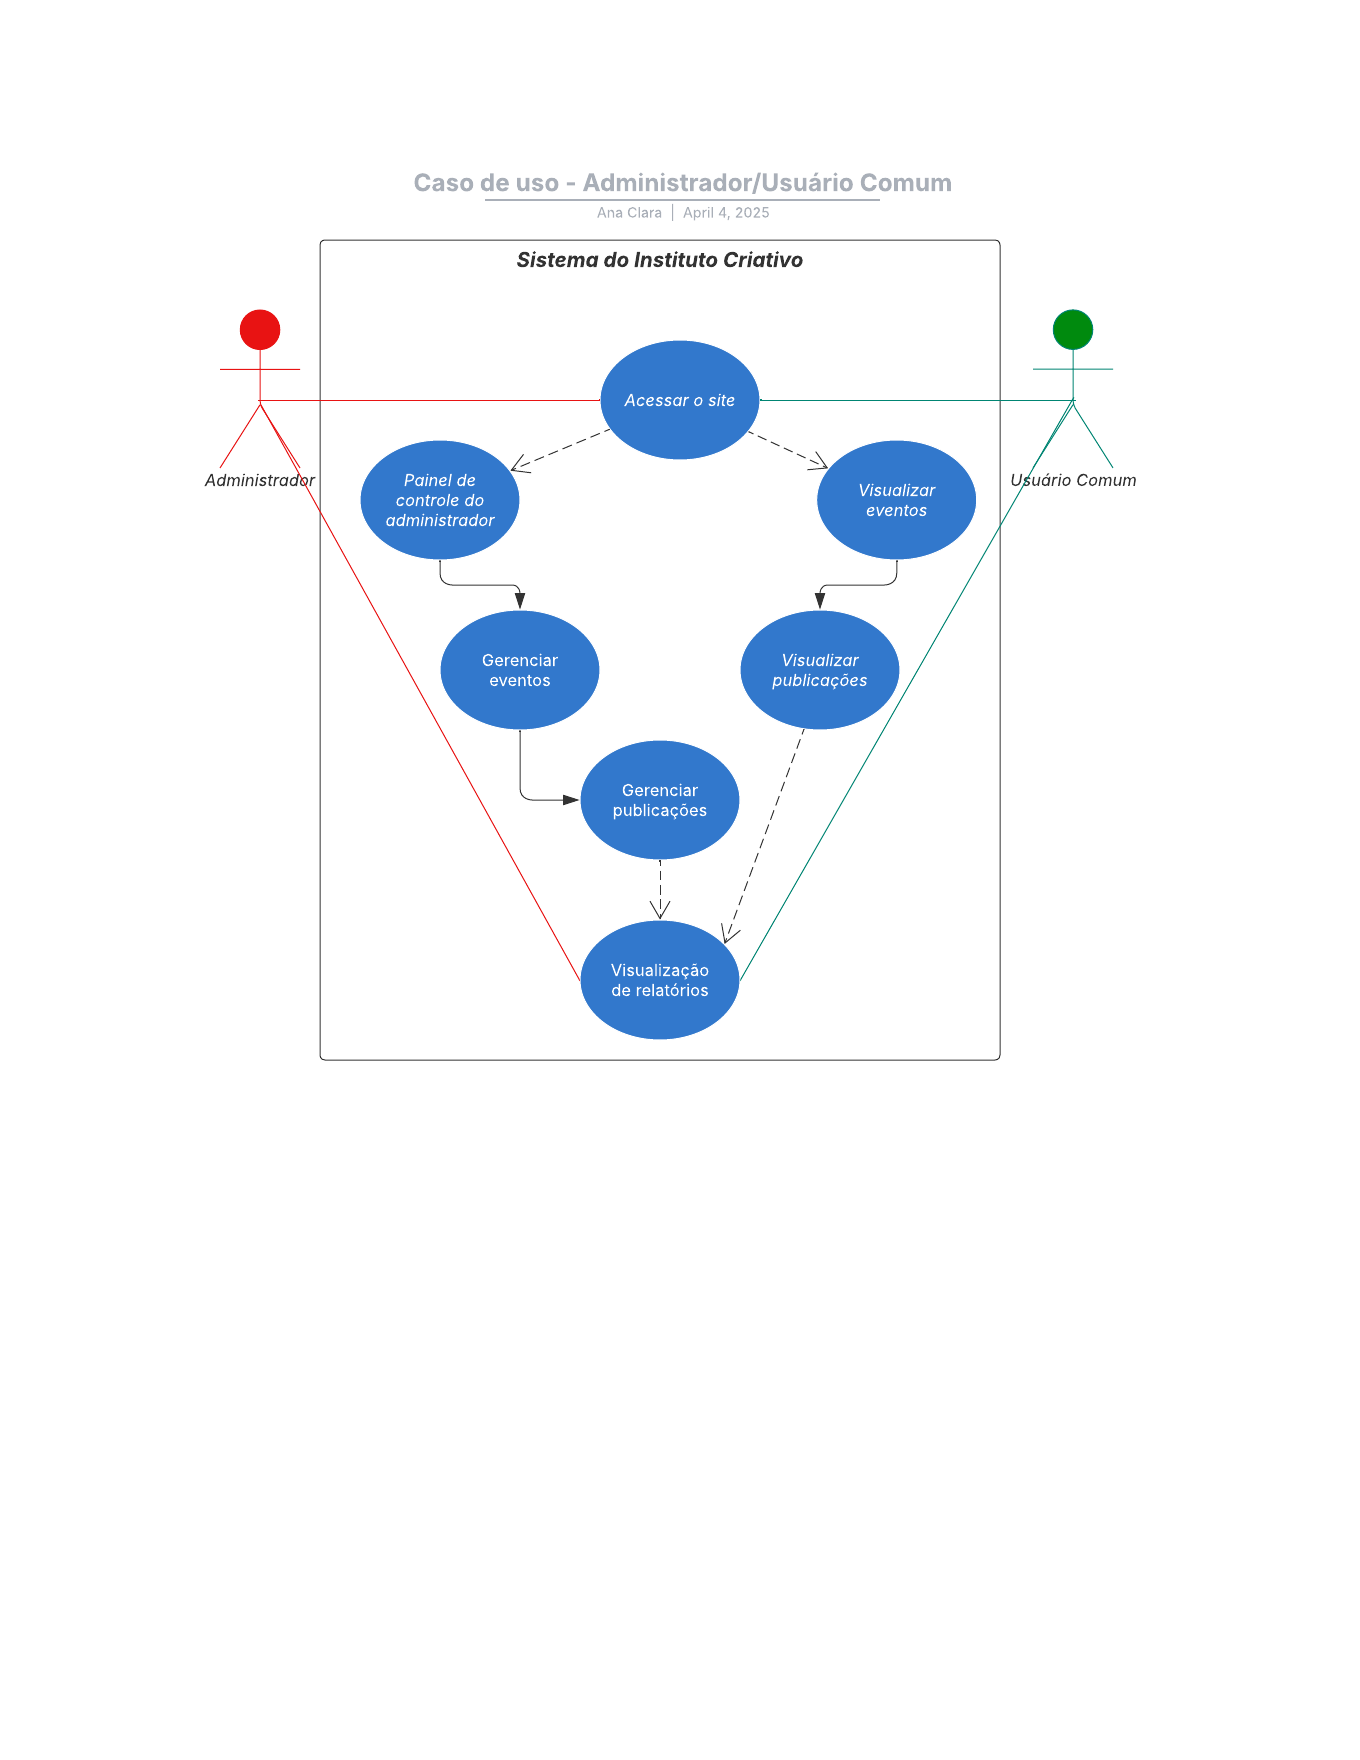 Caso de uso - Administrador/Usuário Comum
Ana Clara | April 4, 2025
Sistema do Instituto Criativo
Acessar o site
Administrador
Usuário Comum
Painel de
controle do
administrador
Visualizar
eventos
Gerenciar
eventos
Visualizar
publicações
Gerenciar
publicações
Visualização
de relatórios